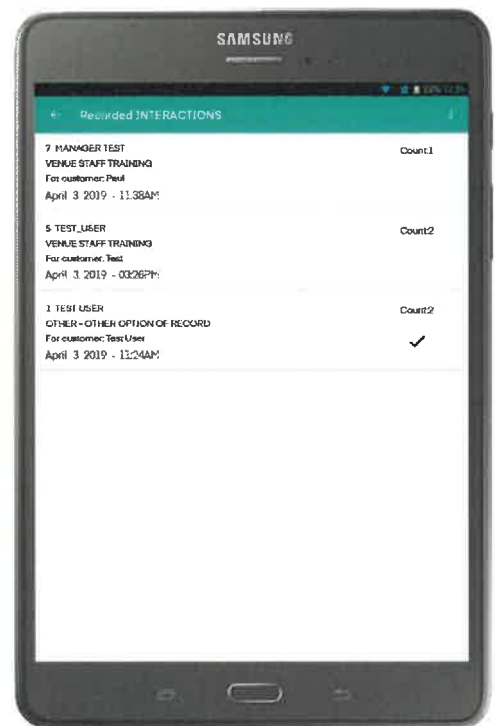 SAMSUNG
Recorded INTERACTIONS
7 MANAGER TEST
Count:1
VENUE STAFF TRAINING
For customer: Paul
April 3 2019 - 11:38AM
5 TEST_USER
Count:2
VENUE STAFF TRAINING
For customer: Test
April 3 2019 - 03:26PM
1 TEST USER
Count:2
OTHER - OTHER OPTION OF RECORD
For customer: Test User
April 3 2019 -